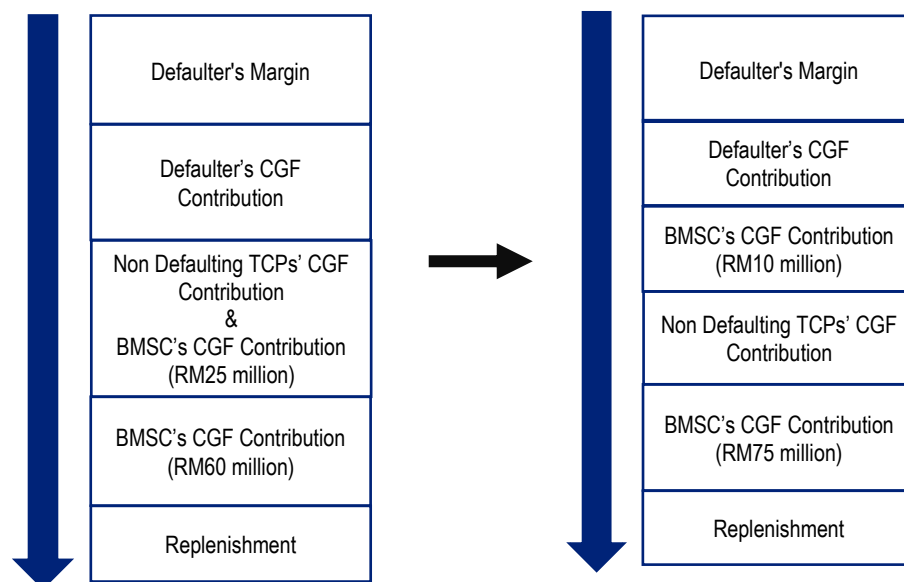 Defaulter's Margin
Defaulter’s CGF
Contribution
Non Defaulting TCPs’ CGF
Contribution
&
BMSC’s CGF Contribution
(RM25 million)
BMSC’s CGF Contribution
(RM60 million)
Replenishment
Defaulter's Margin
Defaulter’s CGF
Contribution
BMSC’s CGF Contribution
(RM10 million)
Non Defaulting TCPs’ CGF
Contribution
BMSC’s CGF Contribution
(RM75 million)
Replenishment